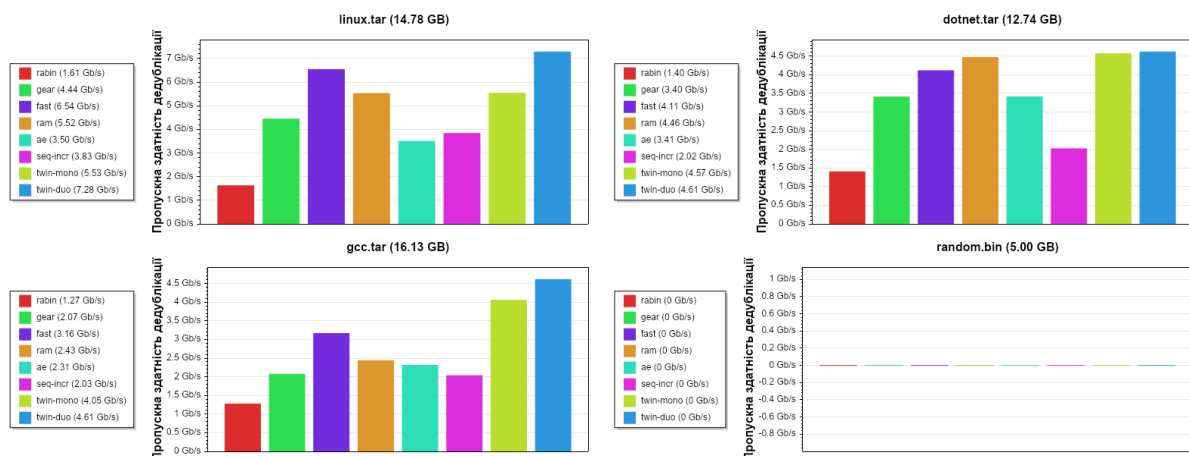 linux.tar (14.78 GB)
rabin (1.61 Gb/s)
gear (4.44 Gb/s)
fast (6.54 Gb/s)
ram (5.52 Gb/s)
ae (3.50 Gb/s)
seq-incr (3.83 Gb/s)
twin-mono (5.53 Gb/s)
twin-duo (7.28 Gb/s)
Пропускна здатність дедублікації
7 Gb/s
6 Gb/s
5 Gb/s
4 Gb/s
3 Gb/s
2 Gb/s
1 Gb/s
0 Gb/s
dotnet.tar (12.74 GB)
rabin (1.40 Gb/s)
gear (3.40 Gb/s)
fast (4.11 Gb/s)
ram (4.46 Gb/s)
ae (3.41 Gb/s)
seq-incr (2.02 Gb/s)
twin-mono (4.57 Gb/s)
twin-duo (4.61 Gb/s)
Пропускна здатність дедублікації
4.5 Gb/s
4 Gb/s
3.5 Gb/s
3 Gb/s
2.5 Gb/s
2 Gb/s
1.5 Gb/s
1 Gb/s
0.5 Gb/s
0 Gb/s
gcc.tar (16.13 GB)
rabin (1.27 Gb/s)
gear (2.07 Gb/s)
fast (3.16 Gb/s)
ram (2.43 Gb/s)
ae (2.31 Gb/s)
seq-incr (2.03 Gb/s)
twin-mono (4.05 Gb/s)
twin-duo (4.61 Gb/s)
Пропускна здатність дедублікації
4.5 Gb/s
4 Gb/s
3.5 Gb/s
3 Gb/s
2.5 Gb/s
2 Gb/s
1.5 Gb/s
1 Gb/s
0.5 Gb/s
0 Gb/s
random.bin (5.00 GB)
rabin (0 Gb/s)
gear (0 Gb/s)
fast (0 Gb/s)
ram (0 Gb/s)
ae (0 Gb/s)
seq-incr (0 Gb/s)
twin-mono (0 Gb/s)
twin-duo (0 Gb/s)
Пропускна здатність дедублікації
1 Gb/s
0.8 Gb/s
0.6 Gb/s
0.4 Gb/s
0.2 Gb/s
0 Gb/s
-0.2 Gb/s
-0.4 Gb/s
-0.6 Gb/s
-0.8 Gb/s